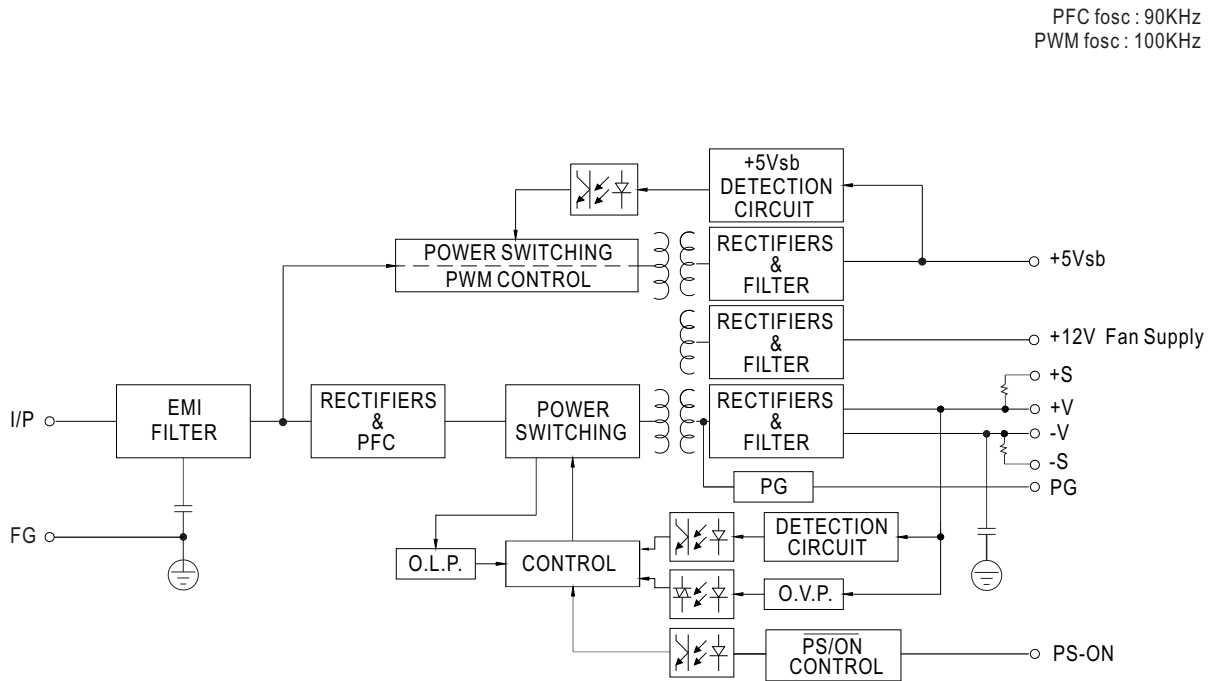 PFC fosc : 90KHz
PWM fosc : 100KHz
+5Vsb
DETECTION
CIRCUIT
POWER SWITCHING
PWM CONTROL
RECTIFIERS
&
FILTER
+5Vsb
RECTIFIERS
&
FILTER
+12V Fan Supply
I/P
EMI
FILTER
RECTIFIERS
&
PFC
POWER
SWITCHING
RECTIFIERS
&
FILTER
+S
+V
-V
-S
PG
PG
FG
O.L.P.
CONTROL
DETECTION
CIRCUIT
O.V.P.
PS/ON
CONTROL
PS-ON